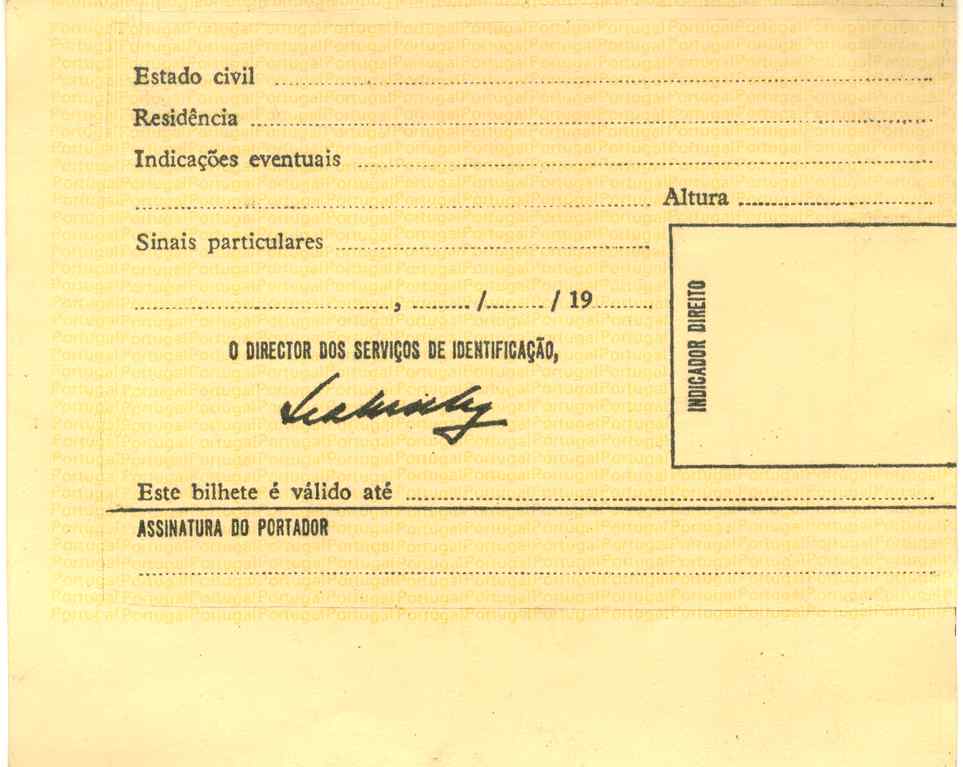 Estado civil
Residência
Indicações eventuais
Altura
Sinais particulares
, / / 19
O DIRECTOR DOS SERVIÇOS DE IDENTIFICAÇÃO,
INDICADOR DIREITO
Este bilhete é válido até
ASSINATURA DO PORTADOR